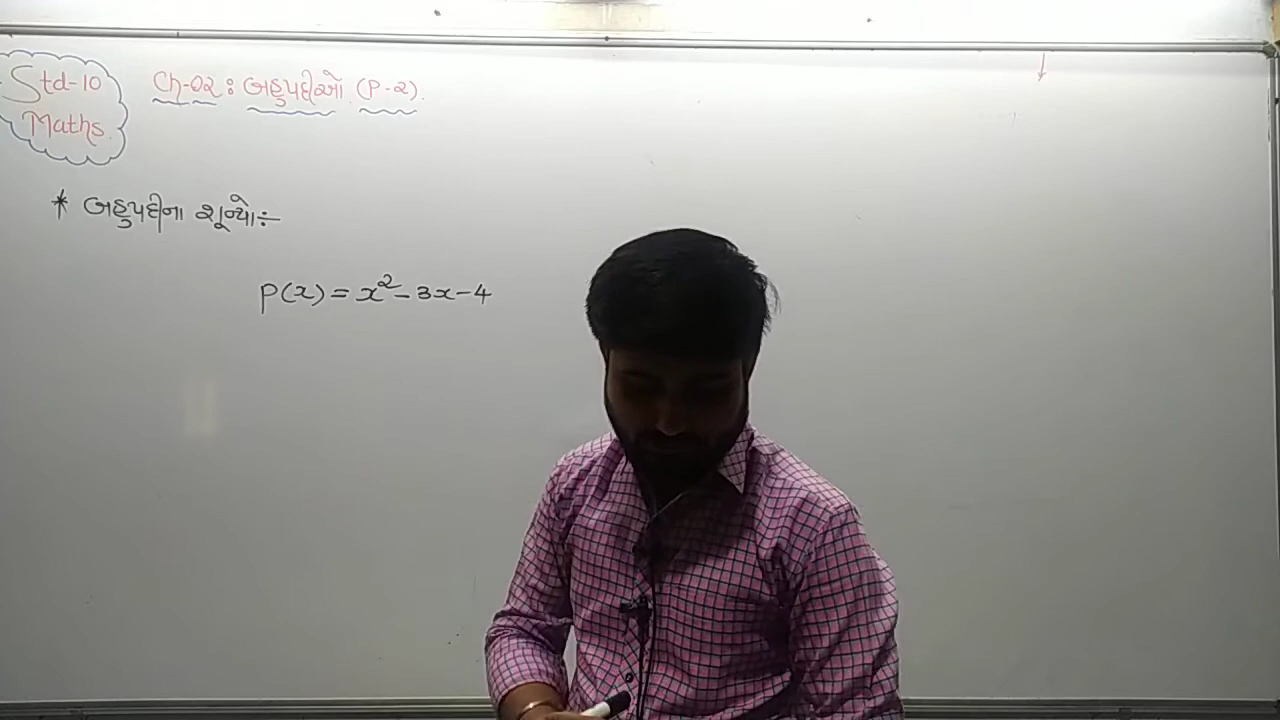 Std-10
Maths.
Ch-02 : બહુપદીઓ (P-2).
* બહુપદીના શૂન્યો:-
P(x) = x² - 3x - 4